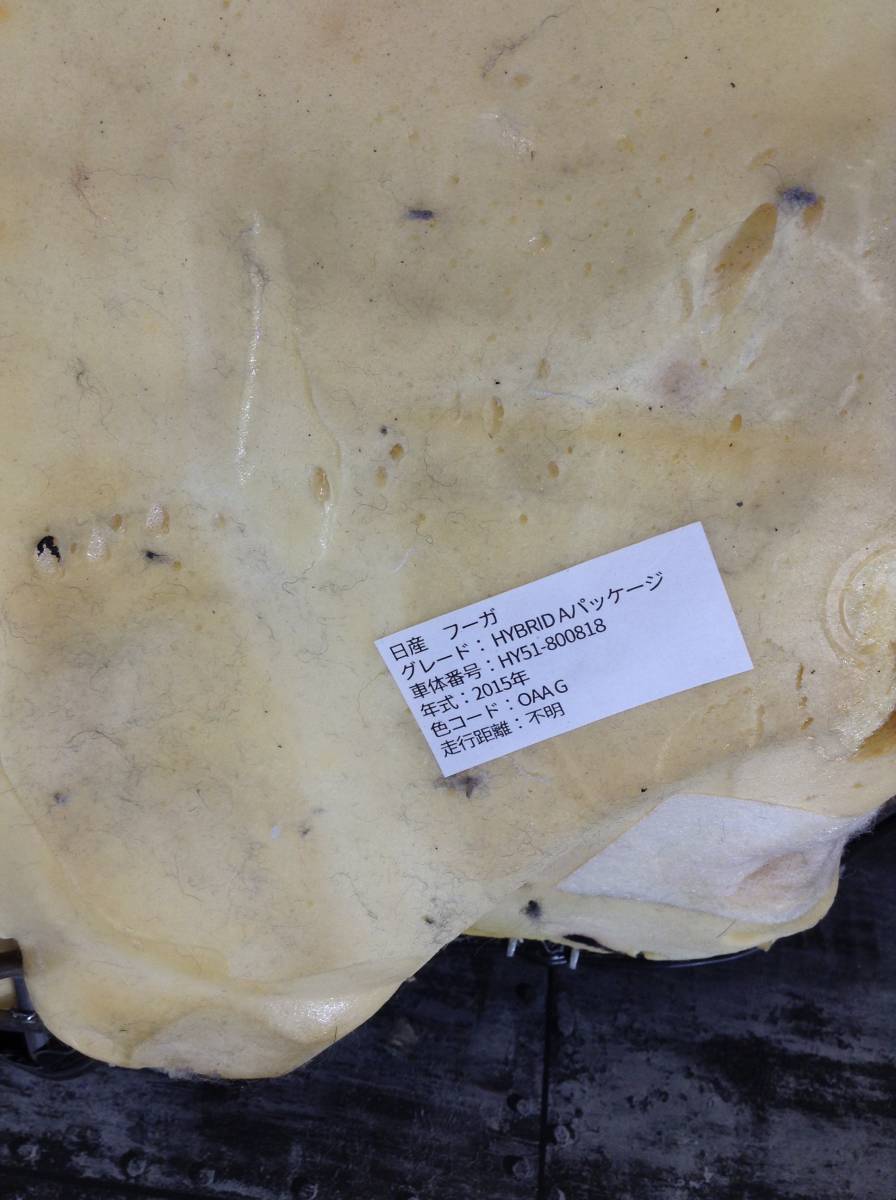 日産　フーガ
グレード：HYBRID Aパッケージ
車体番号：HY51-800818
年式：2015年
色コード：OAA G
走行距離：不明